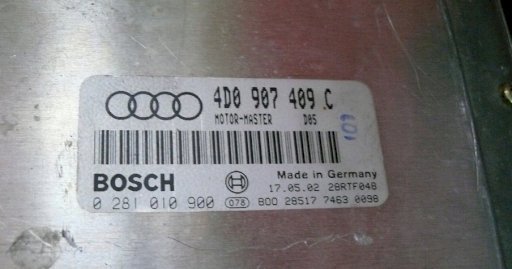 4D0 907 409 C
MOTOR-MASTER D05
109
Made in Germany
BOSCH 17.05.02 28RTF048
0 281 010 900 078 BOO 28517 7463 0098